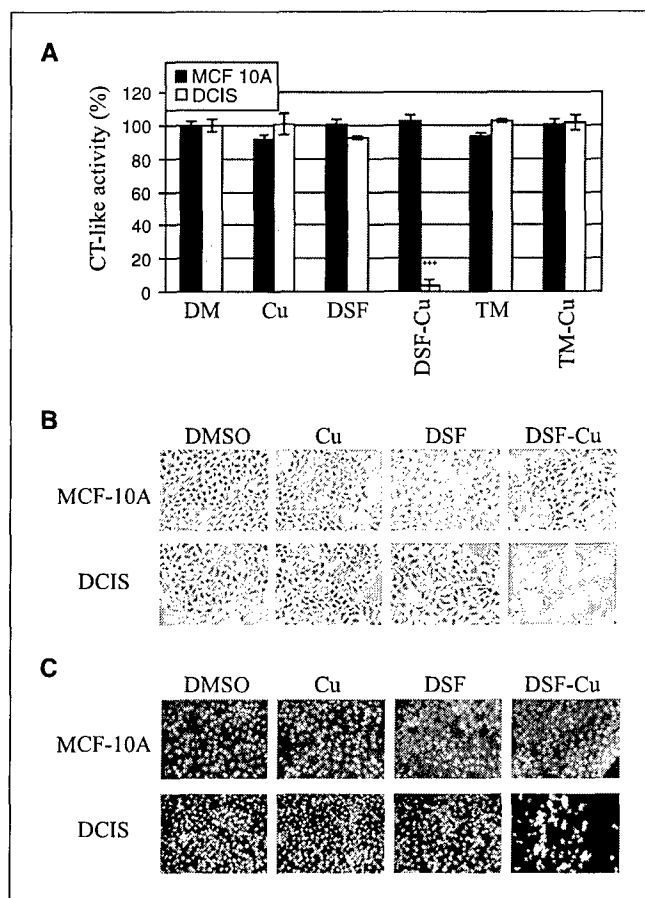 A
MCF 10A
DCIS
CT-like activity (%)
120
100
80
60
40
20
0
***
DM Cu DSF DSF-Cu TM TM-Cu
B
DMSO Cu DSF DSF-Cu
MCF-10A
DCIS
C
DMSO Cu DSF DSF-Cu
MCF-10A
DCIS